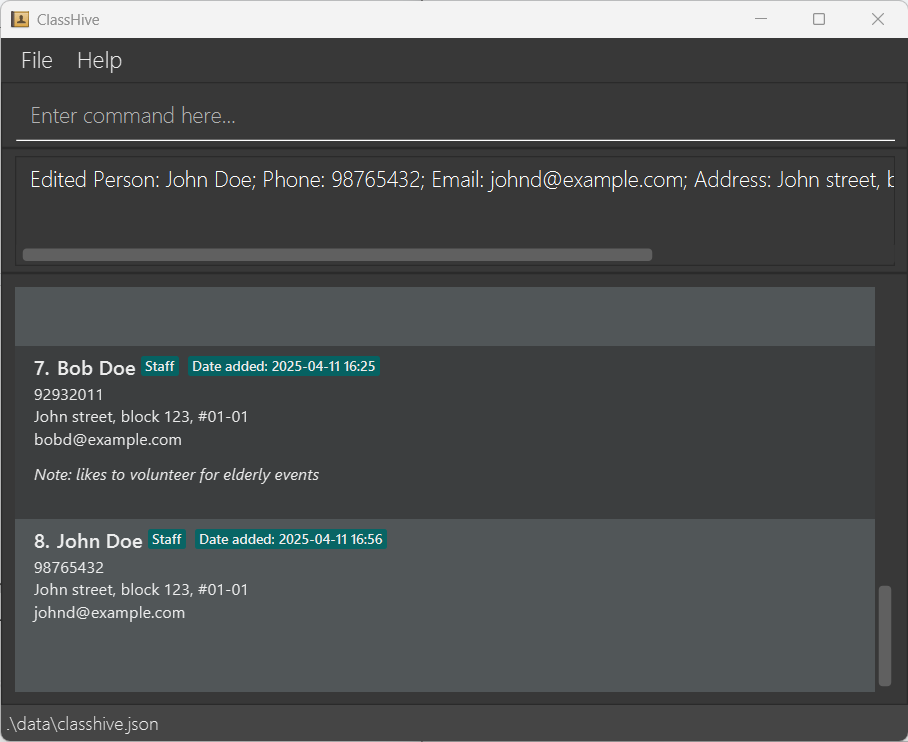 ClassHive
File Help
Enter command here...
Edited Person: John Doe; Phone: 98765432; Email: johnd@example.com; Address: John street,
7. Bob Doe Staff Date added: 2025-04-11 16:25
92932011
John street, block 123, #01-01
bobd@example.com
Note: likes to volunteer for elderly events
8. John Doe Staff Date added: 2025-04-11 16:56
98765432
John street, block 123, #01-01
johnd@example.com
.\data\classhive.json